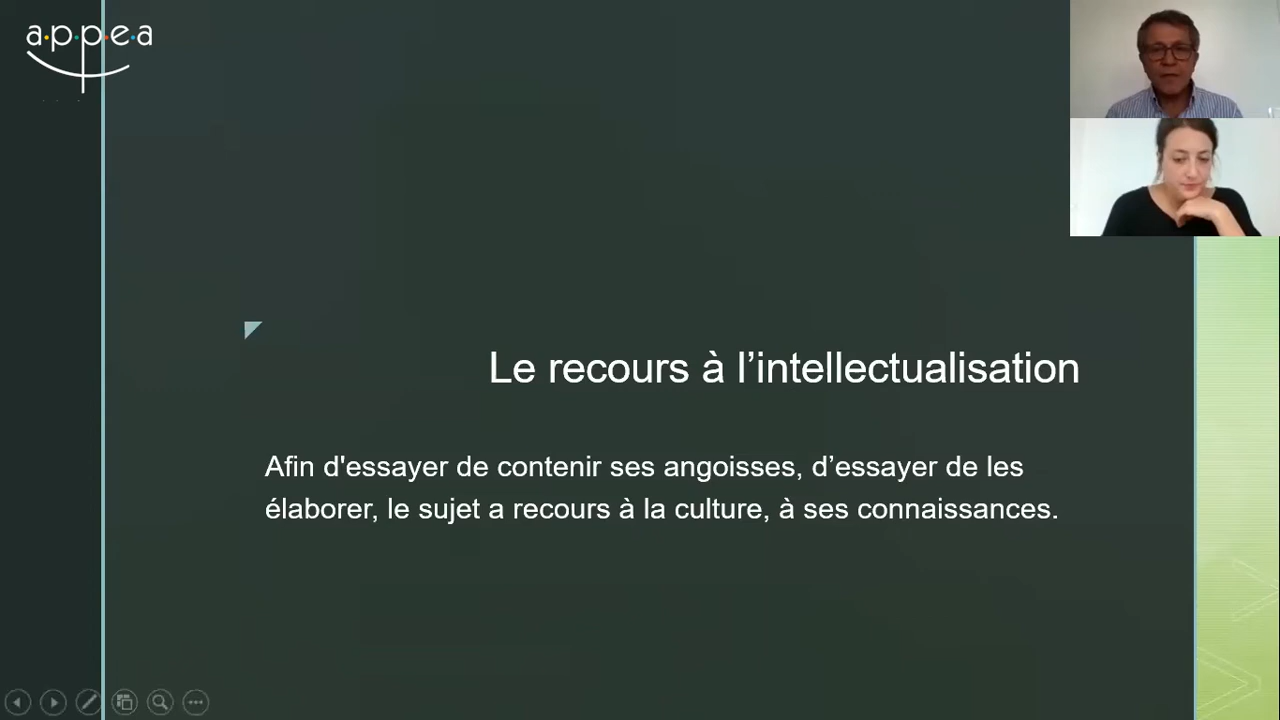 a.p.p.e.a
Le recours à l’intellectualisation
Afin d'essayer de contenir ses angoisses, d’essayer de les
élaborer, le sujet a recours à la culture, à ses connaissances.